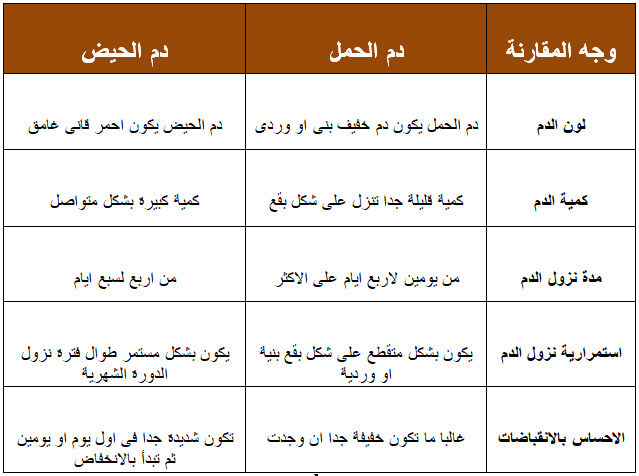 وجه المقارنة
دم الحمل
دم الحيض
لون الدم
دم الحمل يكون دم خفيف بنى او وردى
دم الحيض يكون احمر قانى غامق
كمية الدم
كمية قليلة جدا تنزل على شكل بقع
كمية كبيرة بشكل متواصل
مدة نزول الدم
من يومين لاربع ايام على الاكثر
من اربع لسبع ايام
استمرارية نزول الدم
يكون بشكل متقطع على شكل بقع بنية
او وردية
يكون بشكل مستمر طوال فترة نزول
الدورة الشهرية
الاحساس بالانقباضات
غالبا ما تكون خفيفة جدا ان وجدت
تكون شديدة جدا فى اول يوم او يومين
ثم تبدأ بالانخفاض